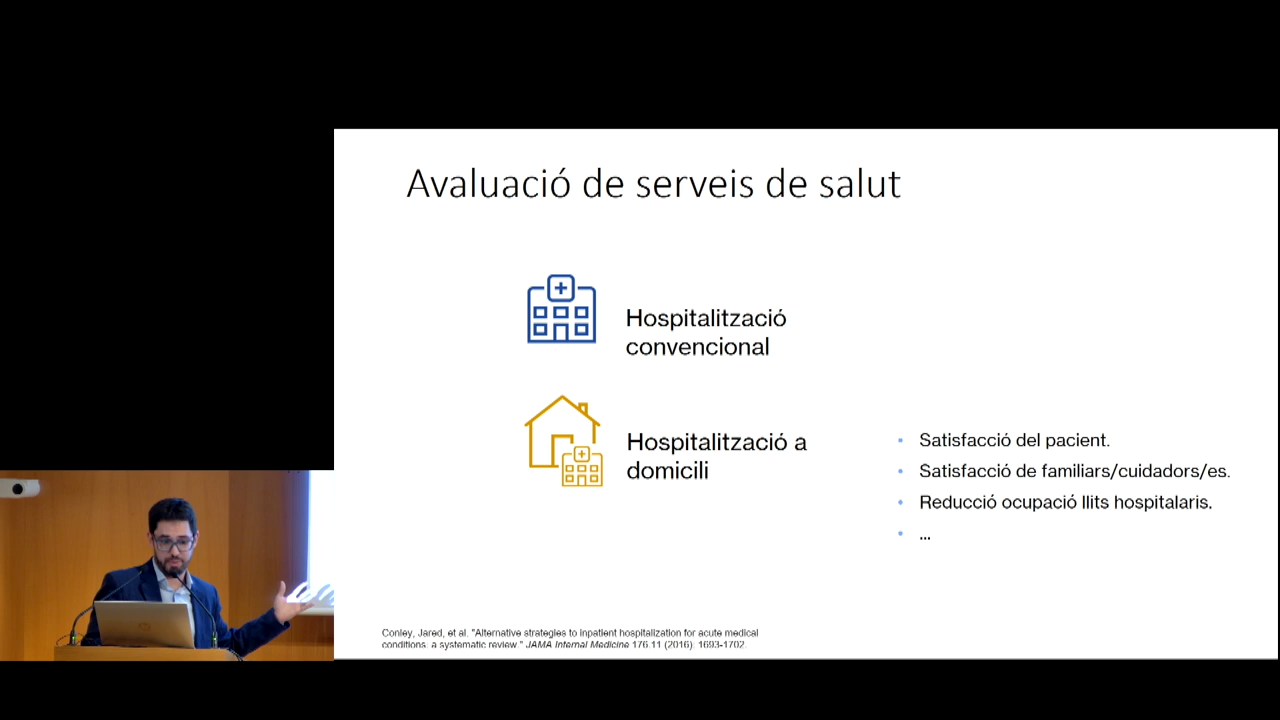 Avaluació de serveis de salut
Hospitalització
convencional
Hospitalització a
domicili
• Satisfacció del pacient.
• Satisfacció de familiars/cuidadors/es.
• Reducció ocupació llits hospitalaris.
• ...
Conley, Jared, et al. "Alternative strategies to inpatient hospitalization for acute medical
conditions: a systematic review." JAMA Internal Medicine 176.11 (2016): 1693-1702.